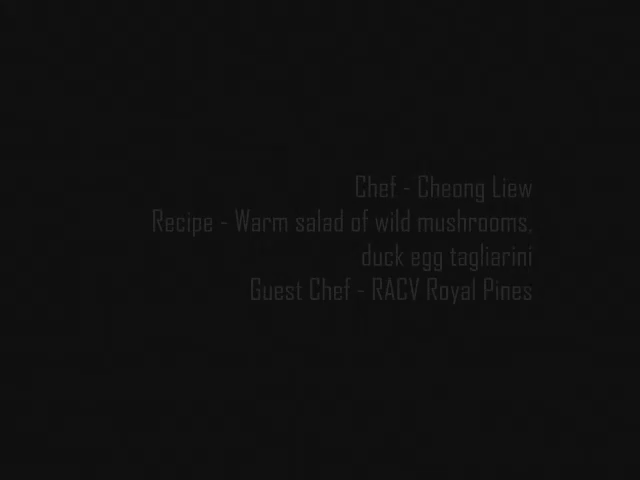 Chef - Cheong Liew
Recipe - Warm salad of wild mushrooms,
duck egg tagliarini
Guest Chef - RACV Royal Pines